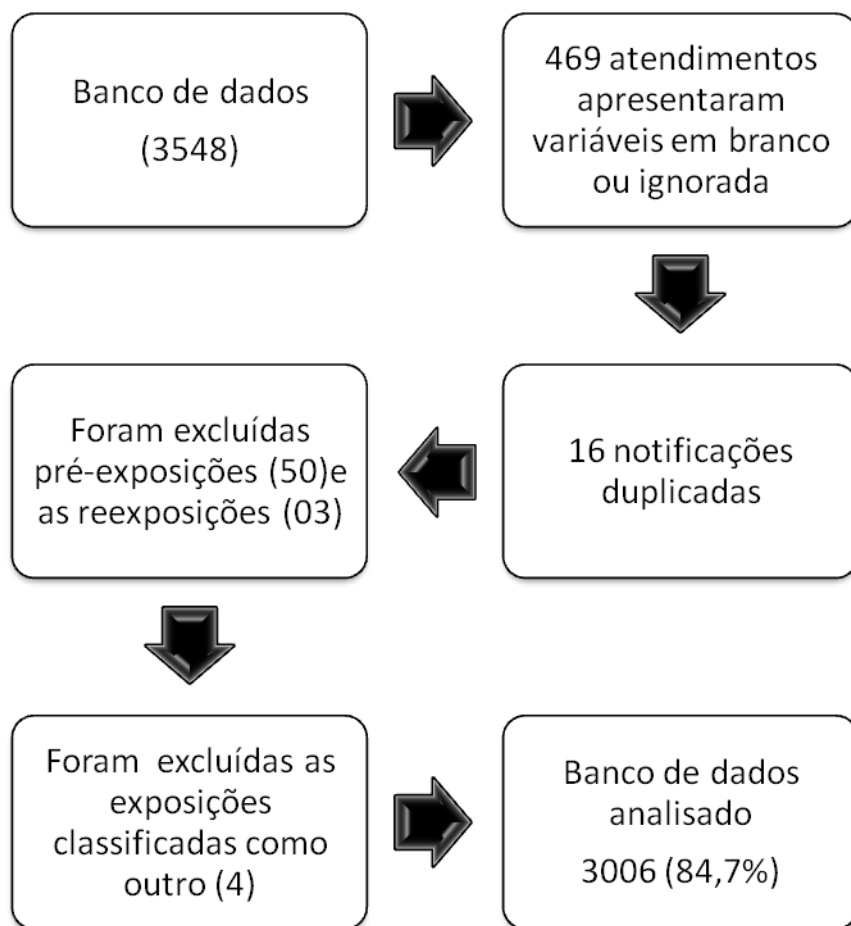 Banco de dados
(3548)
469 atendimentos
apresentaram
variáveis em branco
ou ignorada
16 notificações
duplicadas
Foram excluídas
pré-exposições (50)e
as reexposições (03)
Foram excluídas as
exposições
classificadas como
outro (4)
Banco de dados
analisado
3006 (84,7%)